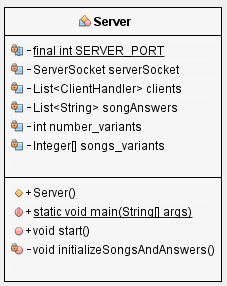 Server
- final int SERVER_PORT
- ServerSocket serverSocket
- List<ClientHandler> clients
- List<String> songAnswers
- int number_variants
- Integer[] songs_variants
+ Server()
+ static void main(String[] args)
+ void start()
- void initializeSongsAndAnswers()